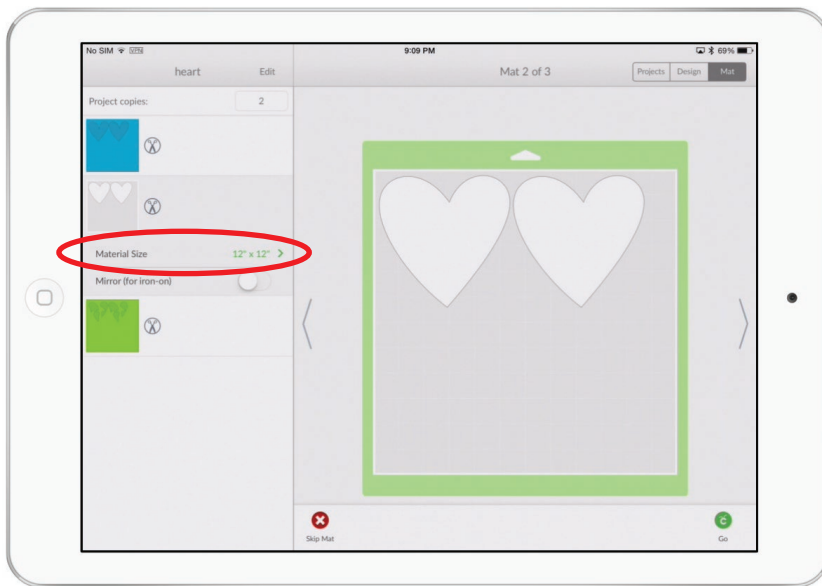 No SIM VPN 9:09 PM 69%
heart Edit Mat 2 of 3 Projects Design Mat
Project copies: 2
Material Size 12" x 12" >
Mirror (for iron-on)
Skip Mat Go